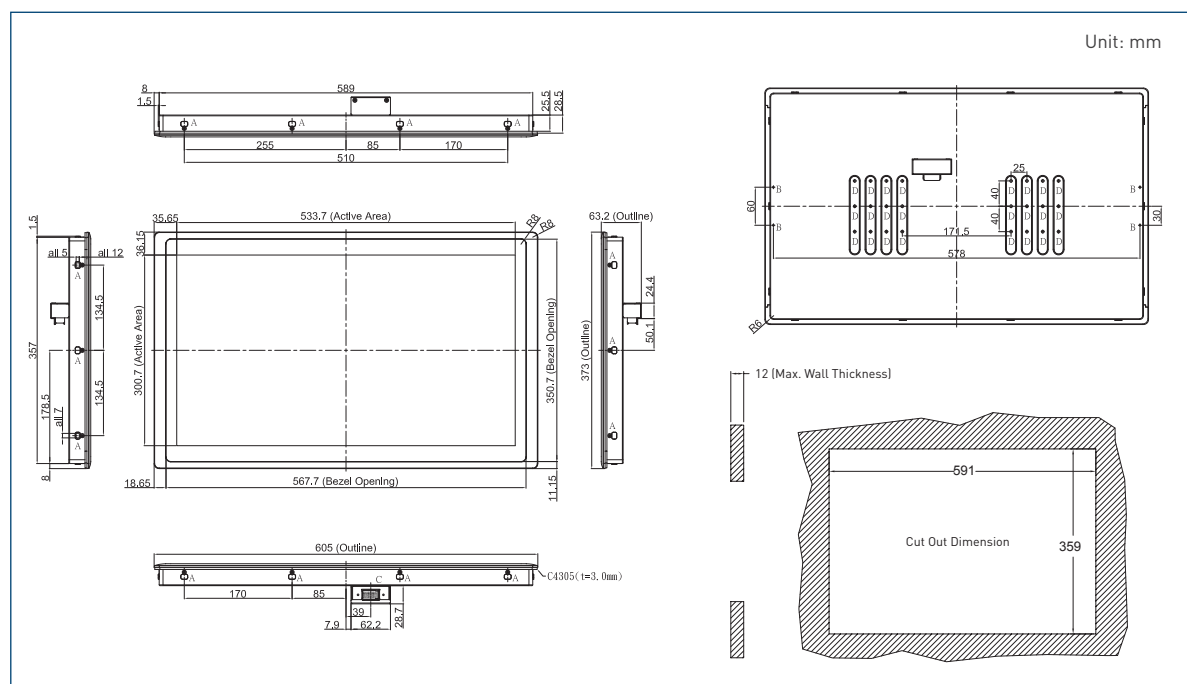 Unit: mm
8
589
1.5
25.5
28.5
A
A
A
A
255
85
170
510
35.65
533.7 (Active Area)
R8
R8
36.15
300.7 (Active Area)
350.7 (Bezel Opening)
18.65
567.7 (Bezel Opening)
11.15
1.5
all 5
all 12
A
134.5
357
A
134.5
178.5
all 7
A
8
63.2 (Outline)
A
24.4
50.1
373 (Outline)
A
A
605 (Outline)
A
A
C
A
A
C4305(t=3.0mm)
170
85
39
28.7
7.9
62.2
25
B
D D D D
D D D D
B
40
60
D D D D
D D D D
30
40
B
D D D D
D D D D
B
171.5
578
R6
12 (Max. Wall Thickness)
591
Cut Out Dimension
359